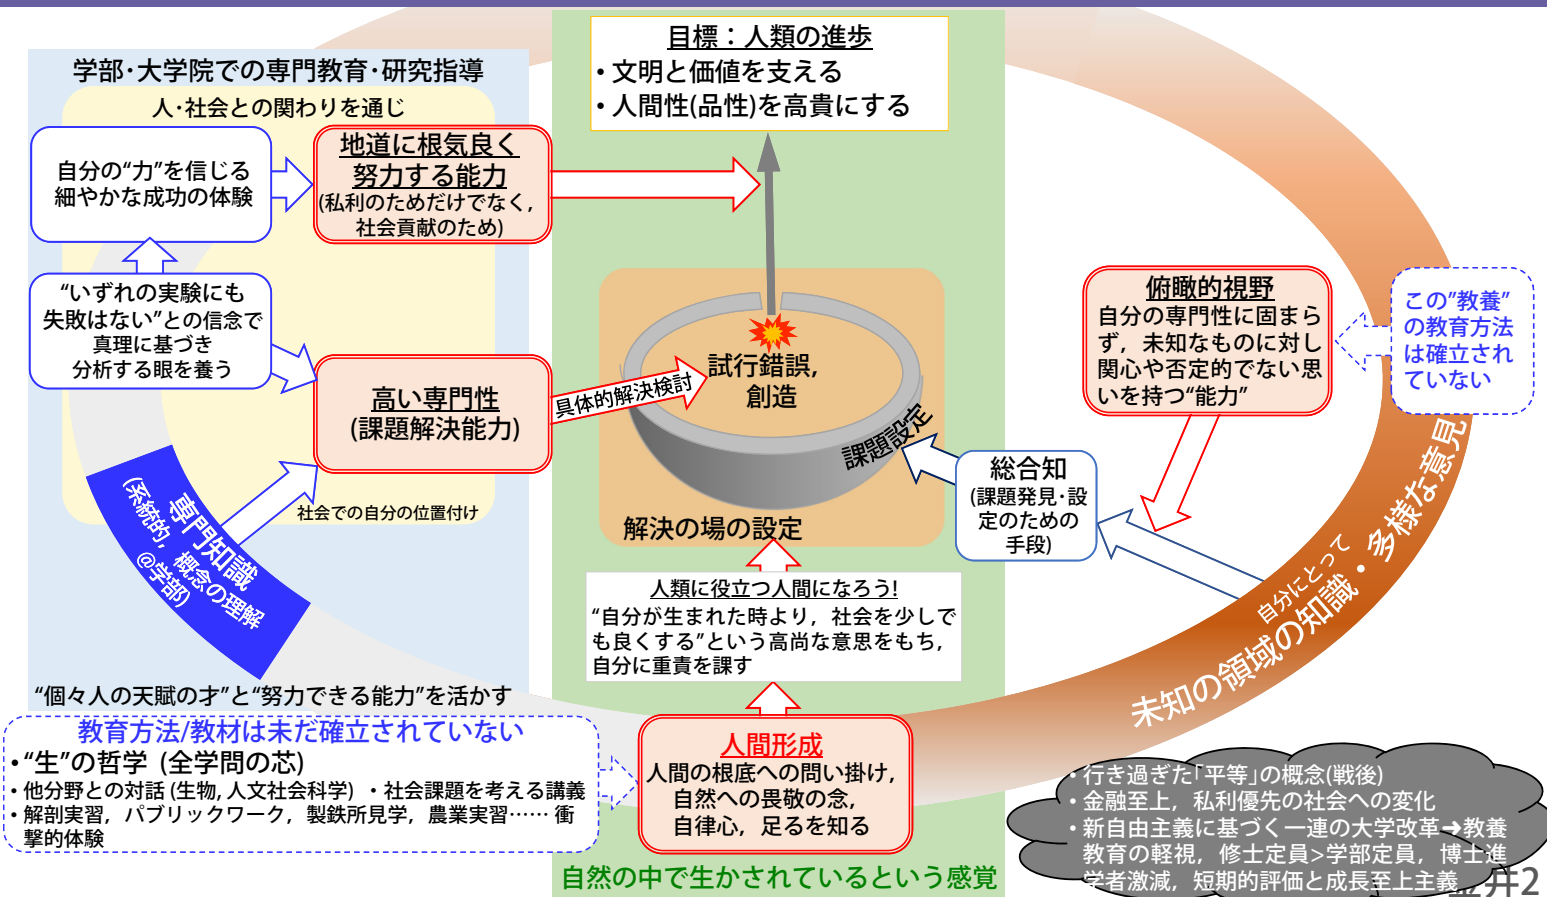 目標：人類の進歩
• 文明と価値を支える
• 人間性(品性)を高貴にする
学部･大学院での専門教育･研究指導
人･社会との関わりを通じ
自分の“力”を信じる
細やかな成功の体験
地道に根気良く
努力する能力
(私利のためだけでなく，
社会貢献のため)
“いずれの実験にも
失敗はない”との信念で
真理に基づき
分析する眼を養う
高い専門性
(課題解決能力)
具体的解決検討
試行錯誤，
創造
課題設定
解決の場の設定
俯瞰的視野
自分の専門性に固まら
ず，未知なものに対し
関心や否定的でない思
いを持つ“能力”
この”教養”
の教育方法
は確立され
ていない
総合知
(課題発見･設
定のための
手段)
自分にとって
未知の領域の知識・多様な意見
専門知識
(系統的，概念の理解
@学部)
社会での自分の位置付け
人類に役立つ人間になろう!
“自分が生まれた時より，社会を少しで
も良くする”という高尚な意思をもち，
自分に重責を課す
“個々人の天賦の才”と“努力できる能力”を活かす
教育方法/教材は未だ確立されていない
• “生”の哲学 (全学問の芯)
• 他分野との対話 (生物, 人文社会科学) ・社会課題を考える講義
• 解剖実習，パブリックワーク，製鉄所見学，農業実習…… 衝
撃的体験
人間形成
人間の根底への問い掛け，
自然への畏敬の念，
自律心，足るを知る
自然の中で生かされているという感覚
• 行き過ぎた｢平等｣の概念(戦後)
• 金融至上，私利優先の社会への変化
• 新自由主義に基づく一連の大学改革➔教養
教育の軽視，修士定員>学部定員，博士進
学者激減，短期的評価と成長至上主義
井2